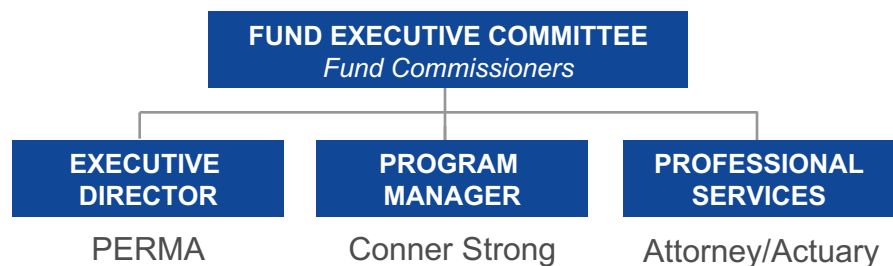 FUND EXECUTIVE COMMITTEE
Fund Commissioners
EXECUTIVE
DIRECTOR
PERMA
PROGRAM
MANAGER
Conner Strong
PROFESSIONAL
SERVICES
Attorney/Actuary